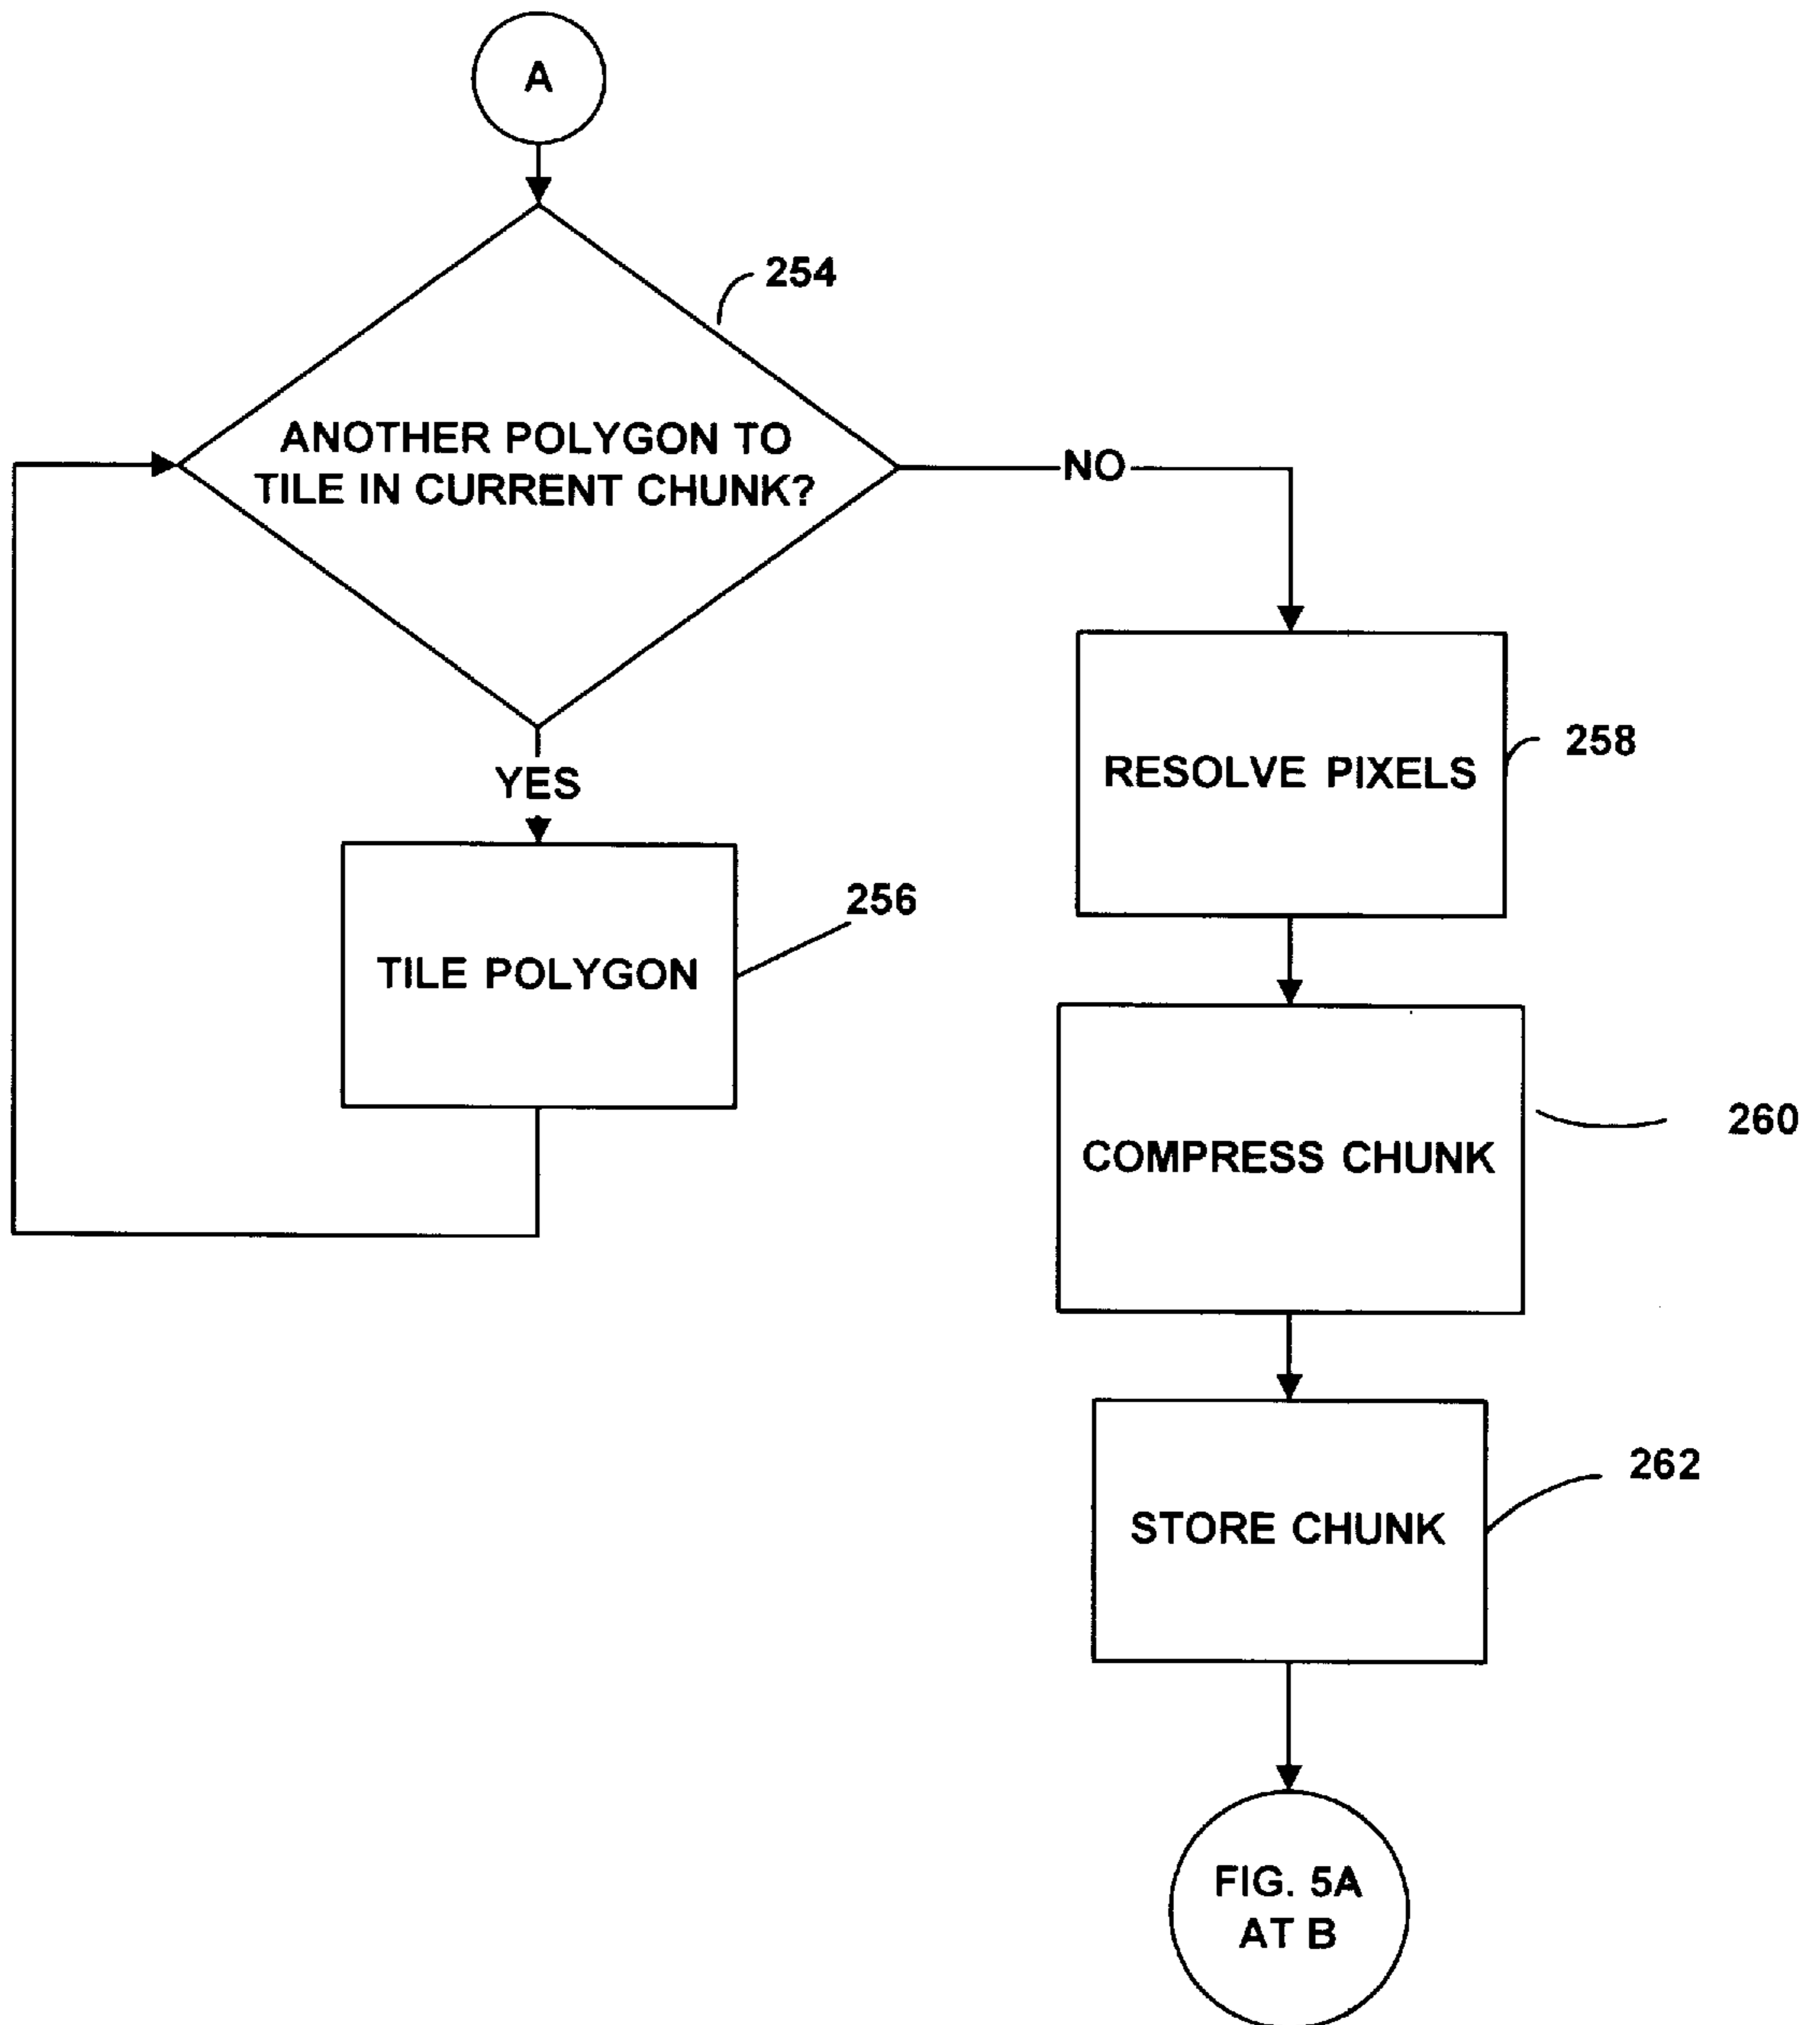 A
254
ANOTHER POLYGON TO
TILE IN CURRENT CHUNK?
NO
YES
258
RESOLVE PIXELS
256
TILE POLYGON
260
COMPRESS CHUNK
262
STORE CHUNK
FIG. 5A
AT B